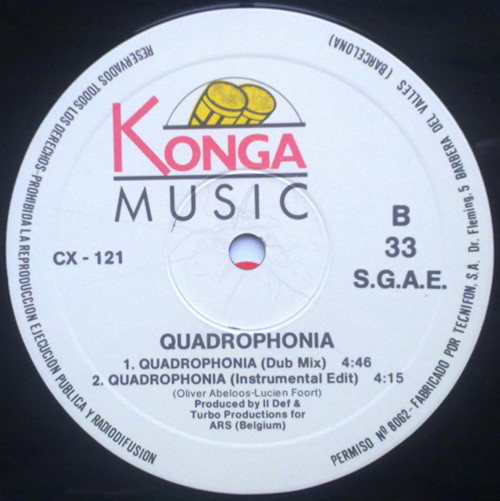 KONGA
MUSIC
CX - 121
B
33
S.G.A.E.
QUADROPHONIA
1. QUADROPHONIA (Dub Mix) 4:46
2. QUADROPHONIA (Instrumental Edit) 4:15
(Oliver Abeloos-Lucien Foort)
Produced by II Def &
Turbo Productions for
ARS (Belgium)
RESERVADOS TODOS LOS DERECHOS-PROHIBIDA LA REPRODUCCION EJECUCIÓN PUBLICA Y RADIODIFUSION
PERMISO Nº 8062- FABRICADO POR TECNIFON, S.A. Dr. Fleming, 5 BARBERA DEL VALLES (BARCELONA)